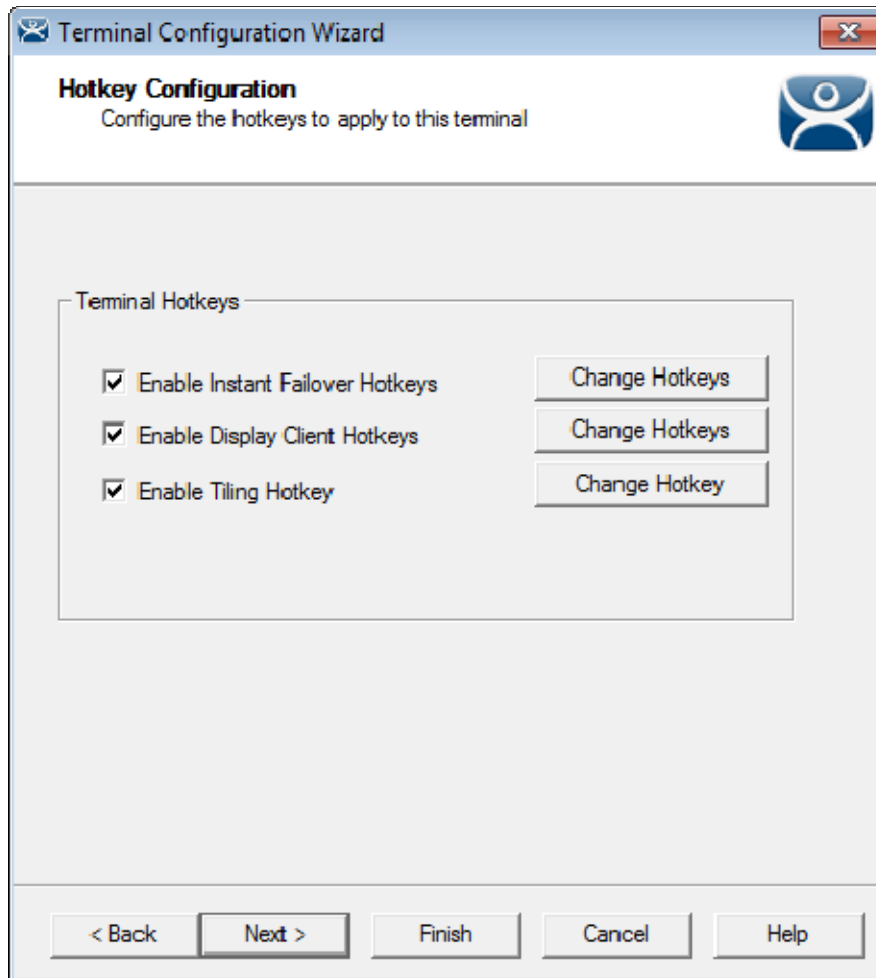 Terminal Configuration Wizard
Hotkey Configuration
Configure the hotkeys to apply to this terminal
Terminal Hotkeys
Enable Instant Failover Hotkeys Change Hotkeys
Enable Display Client Hotkeys Change Hotkeys
Enable Tiling Hotkey Change Hotkey
< Back Next > Finish Cancel Help